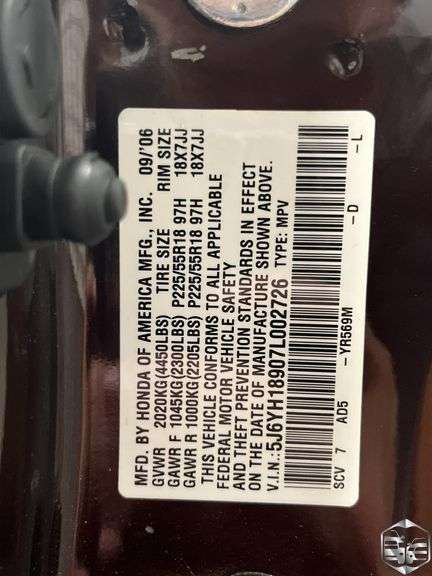 MFD. BY HONDA OF AMERICA MFG., INC. 09/'06
GVWR 2020KG(4450LBS) TIRE SIZE RIM SIZE
GAWR F 1045KG(2300LBS) P225/55R18 97H 18X7JJ
GAWR R 1000KG(2205LBS) P225/55R18 97H 18X7JJ
THIS VEHICLE CONFORMS TO ALL APPLICABLE
FEDERAL MOTOR VEHICLE SAFETY
AND THEFT PREVENTION STANDARDS IN EFFECT
ON THE DATE OF MANUFACTURE SHOWN ABOVE.
V.I.N.:5J6YH18907L002726 TYPE: MPV
SCV 7 AD5 -YR569M -D -L